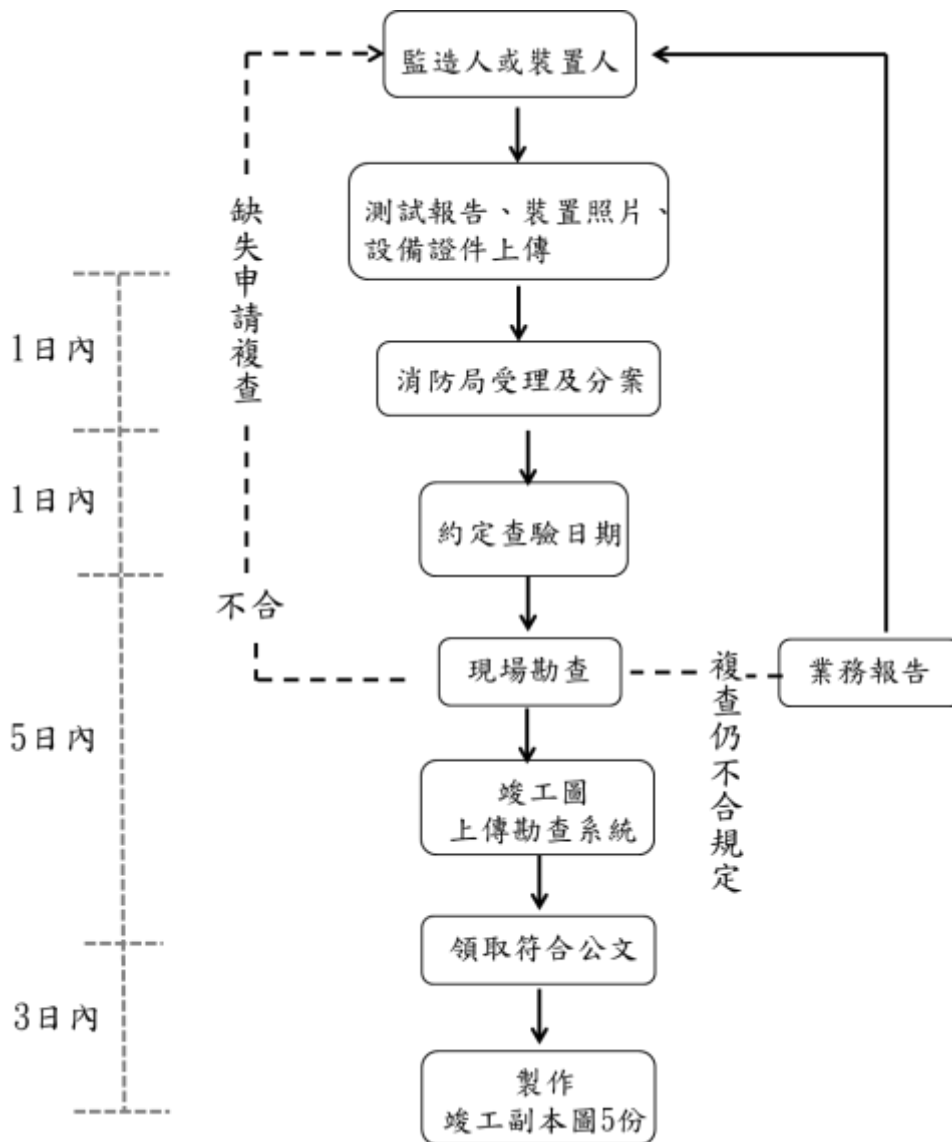 監造人或裝置人
測試報告、裝置照片、
設備證件上傳
消防局受理及分案
約定查驗日期
現場勘查
竣工圖
上傳勘查系統
領取符合公文
製作
竣工副本圖5份
缺失申請複查
不合
複查仍不合規定
業務報告
1日內
1日內
5日內
3日內